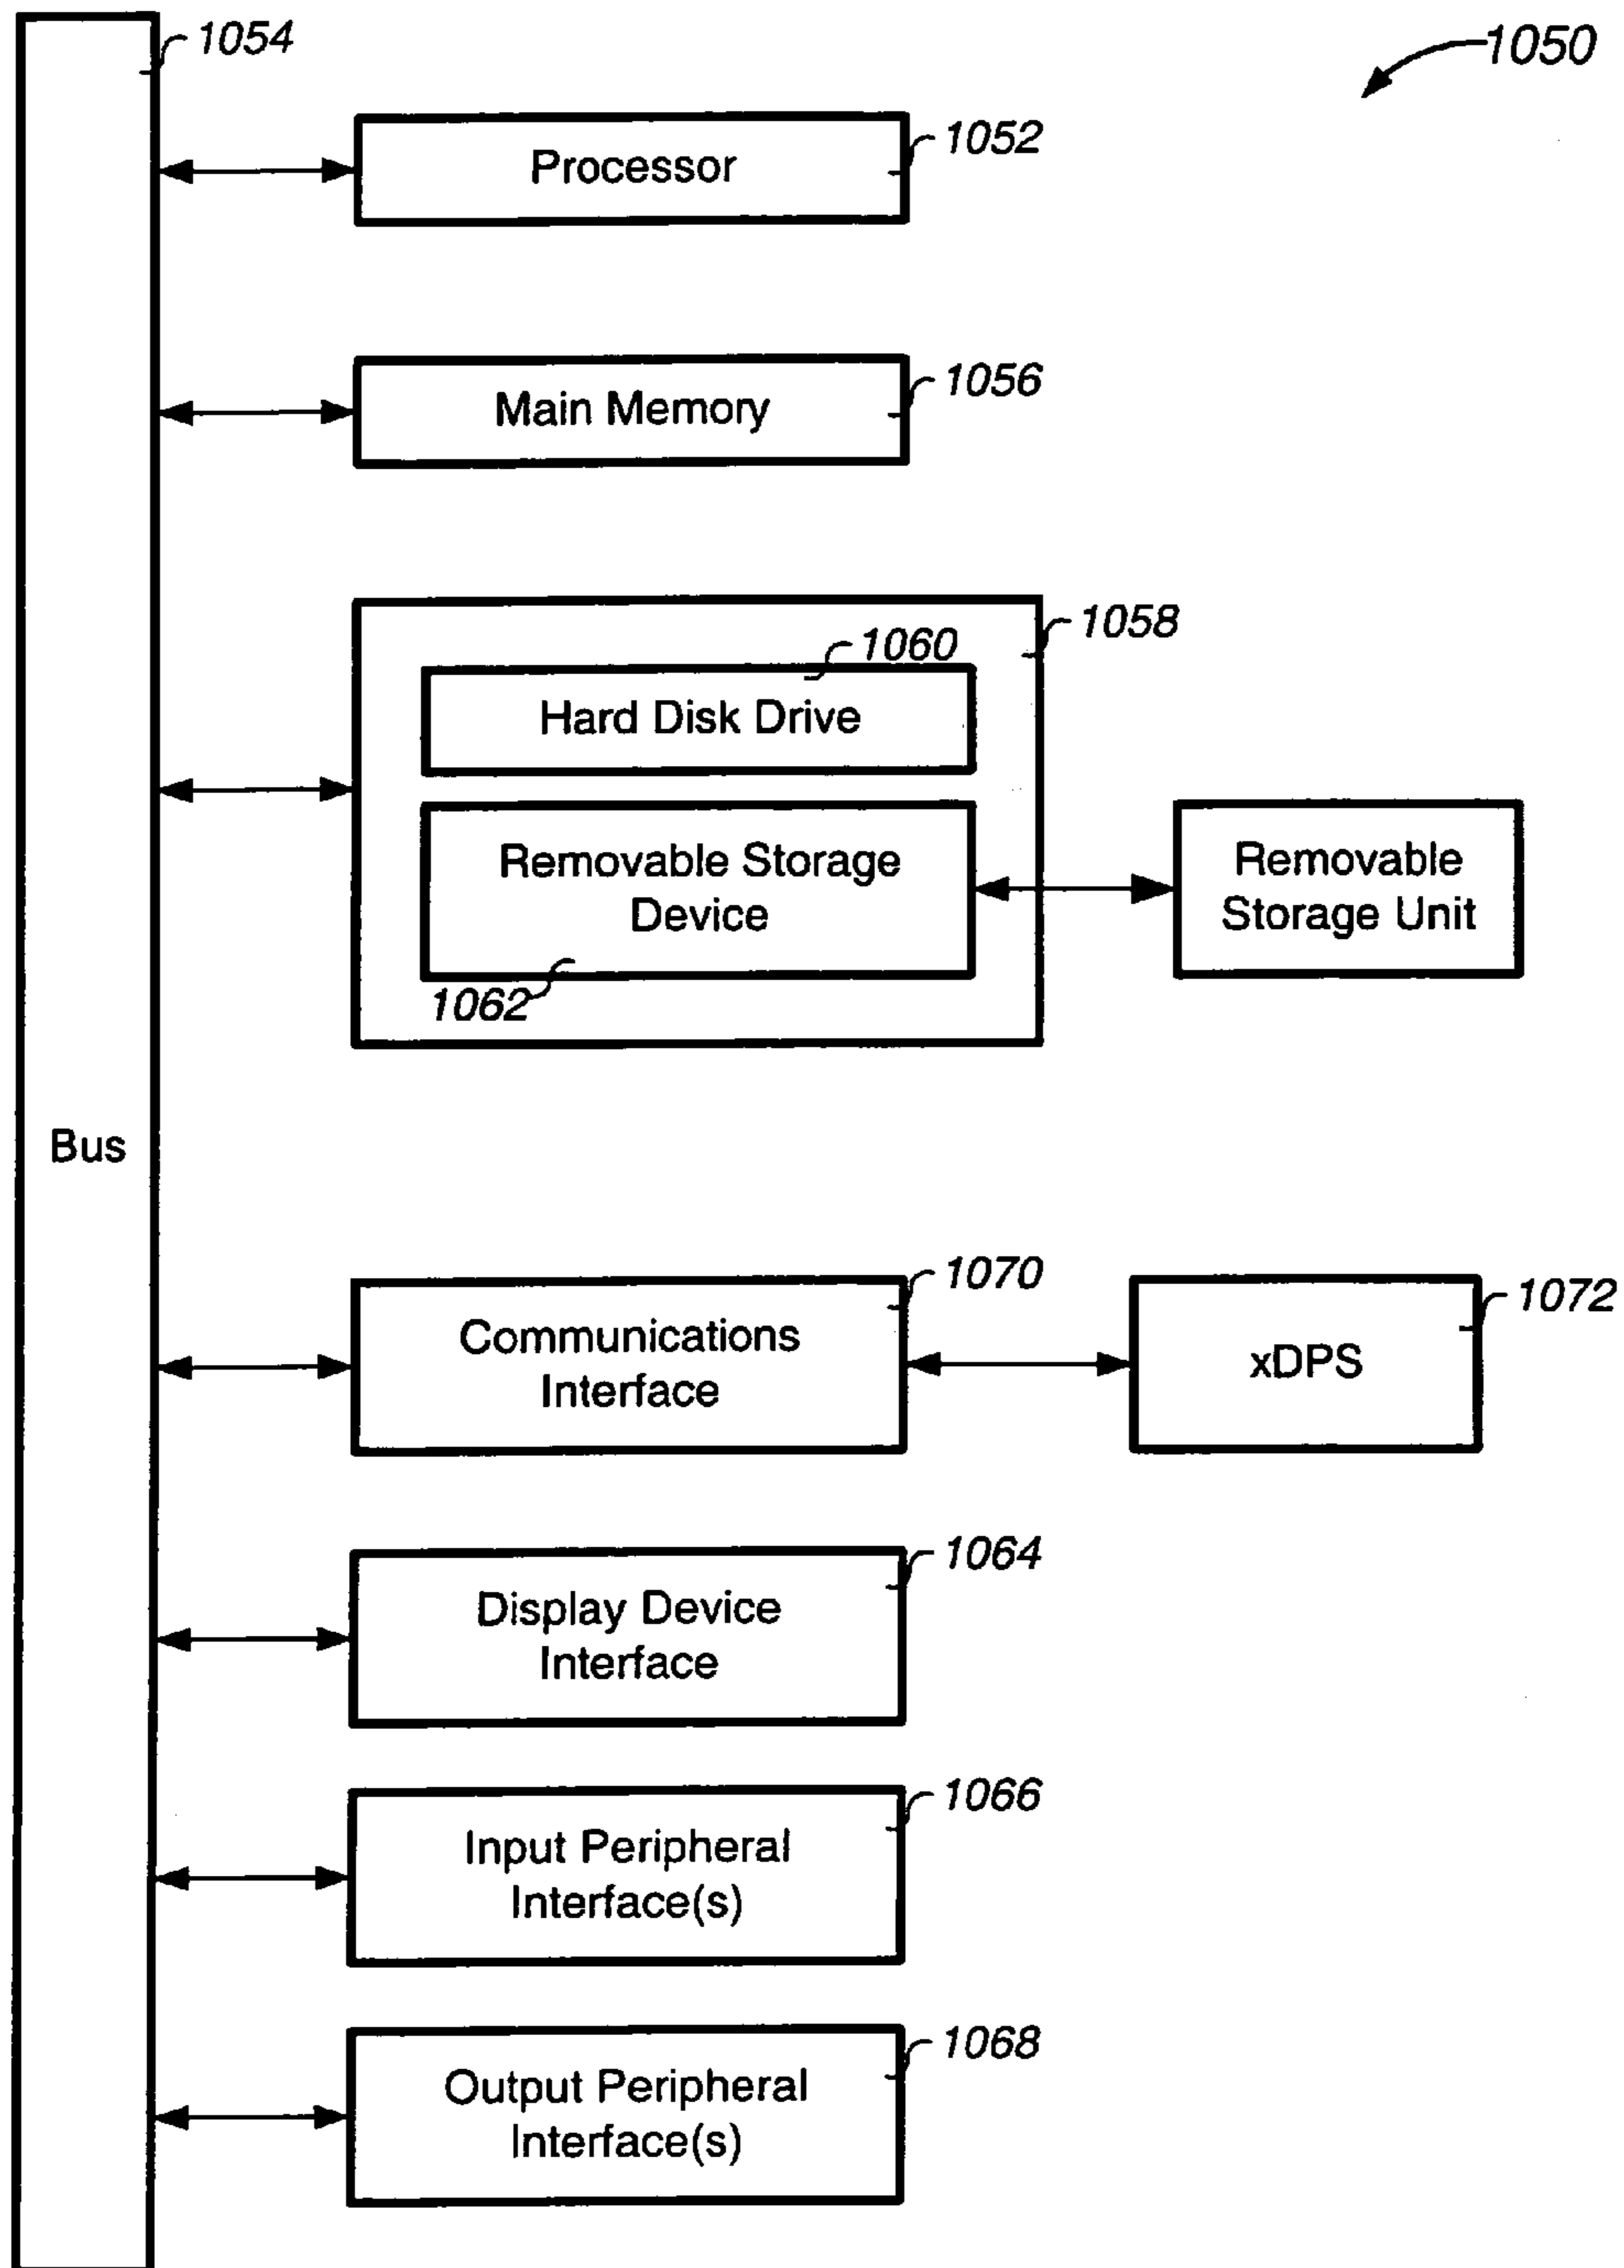 1054
1050
1052
Processor
1056
Main Memory
1058
1060
Hard Disk Drive
Removable Storage
Device
1062
Removable
Storage Unit
Bus
1070
Communications
Interface
1072
xDPS
1064
Display Device
Interface
1066
Input Peripheral
Interface(s)
1068
Output Peripheral
Interface(s)